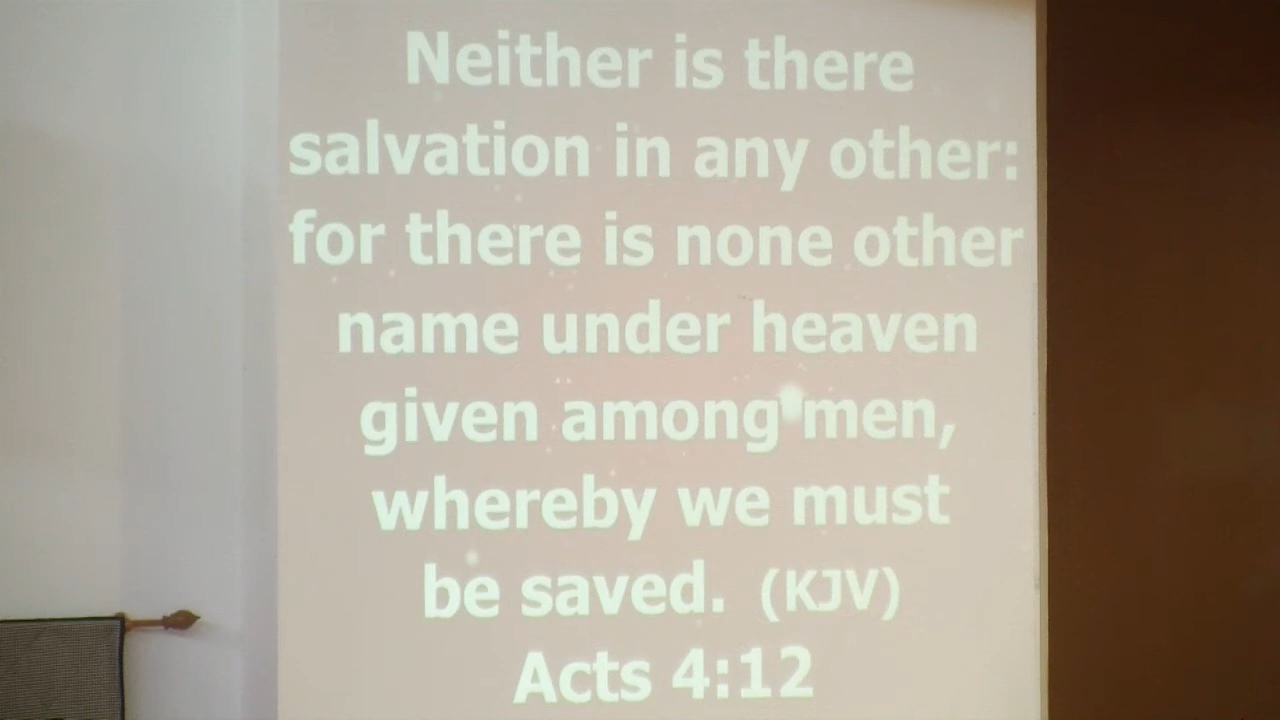 Neither is there
salvation in any other:
for there is none other
name under heaven
given among men,
whereby we must
be saved. (KJV)
Acts 4:12